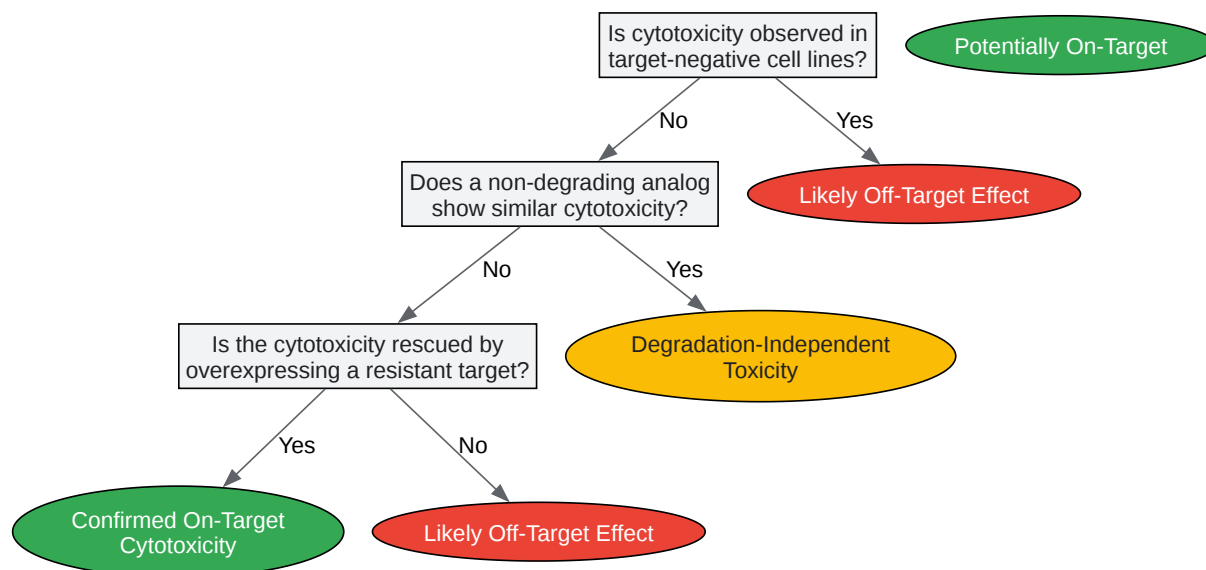 Is cytotoxicity observed in
target-negative cell lines?
Potentially On-Target
No
Yes
Does a non-degrading analog
show similar cytotoxicity?
Likely Off-Target Effect
No
Yes
Is the cytotoxicity rescued by
overexpressing a resistant target?
Degradation-Independent
Toxicity
Yes
No
Confirmed On-Target
Cytotoxicity
Likely Off-Target Effect